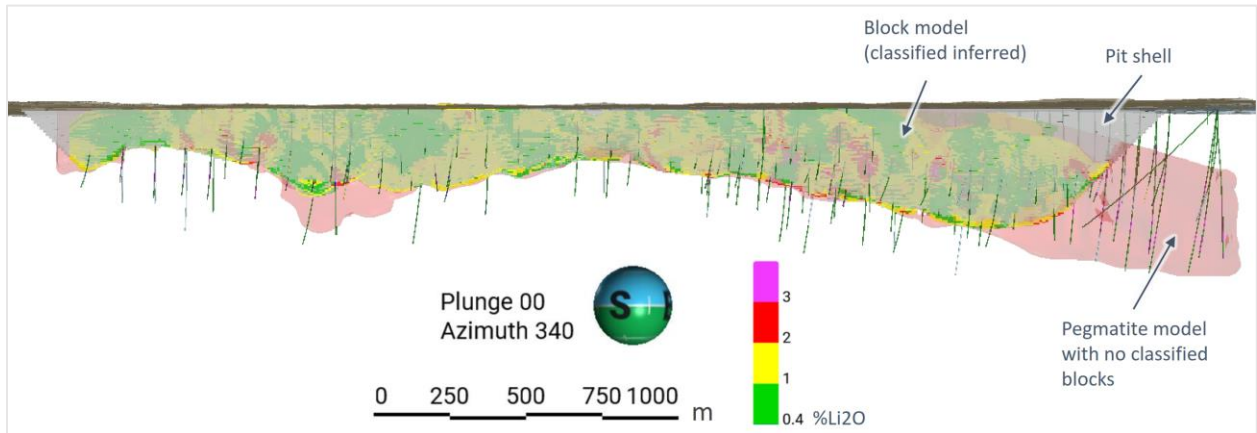 Block model
(classified inferred)
Pit shell
Plunge 00
Azimuth 340
S
3
2
1
0.4 %Li2O
0 250 500 750 1000 m
Pegmatite model
with no classified
blocks